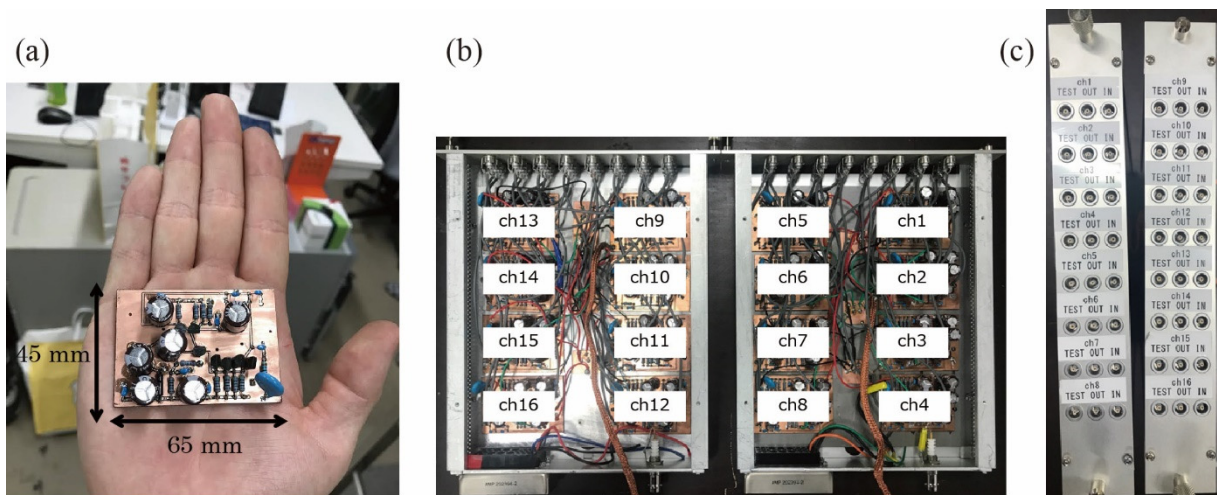 (a)
45 mm
65 mm
(b)
ch13
ch9
ch14
ch10
ch15
ch11
ch16
ch12
ch5
ch1
ch6
ch2
ch7
ch3
ch8
ch4
(c)
ch1
TEST OUT IN
ch2
TEST OUT IN
ch3
TEST OUT IN
ch4
TEST OUT IN
ch5
TEST OUT IN
ch6
TEST OUT IN
ch7
TEST OUT IN
ch8
TEST OUT IN
ch9
TEST OUT IN
ch10
TEST OUT IN
ch11
TEST OUT IN
ch12
TEST OUT IN
ch13
TEST OUT IN
ch14
TEST OUT IN
ch15
TEST OUT IN
ch16
TEST OUT IN